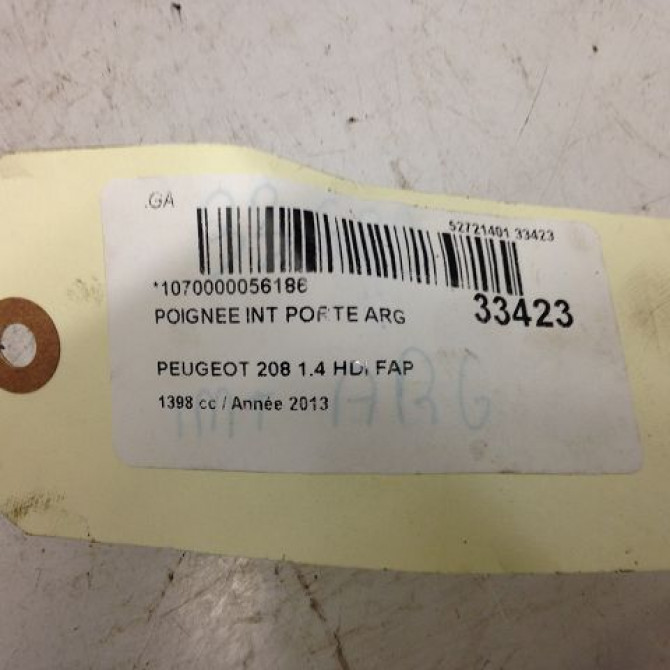 .GA
52721401 33423
*1070000056186
POIGNEE INT PORTE ARG
33423
PEUGEOT 208 1.4 HDI FAP
1398 cc / Année 2013
ARG